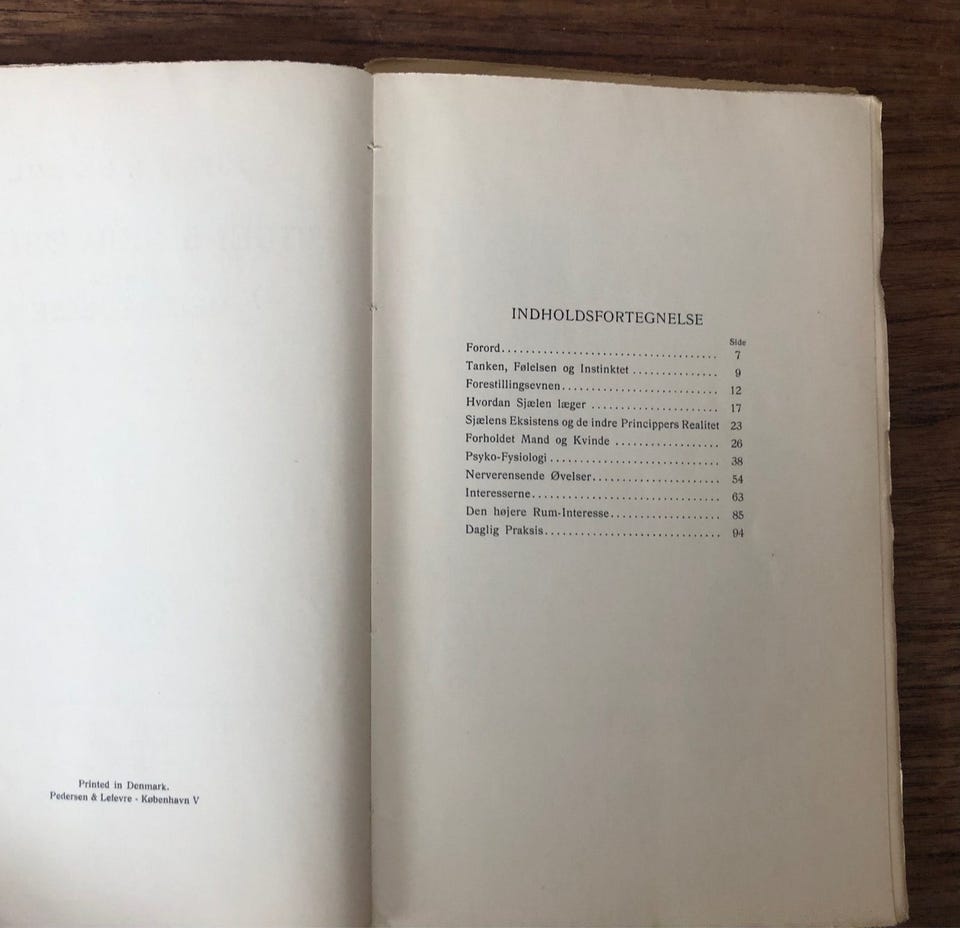 Printed in Denmark.
Pedersen & Lefevre - København V
INDHOLDSFORTEGNELSE
Side
Forord..................................... 7
Tanken, Følelsen og Instinktet ............... 9
Forestillingsevnen.......................... 12
Hvordan Sjælen læger ..................... 17
Sjælens Eksistens og de indre Princippers Realitet 23
Forholdet Mand og Kvinde .................. 26
Psyko-Fysiologi ............................ 38
Nerverensende Øvelser..................... 54
Interesserne................................ 63
Den højere Rum-Interesse................... 85
Daglig Praksis.............................. 94